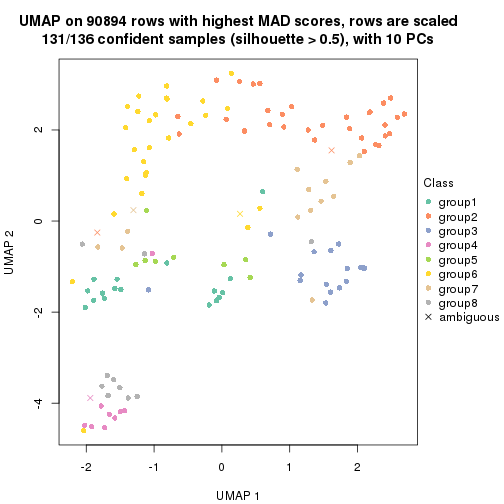 UMAP on 90894 rows with highest MAD scores, rows are scaled
131/136 confident samples (silhouette > 0.5), with 10 PCs
Class
group1
group2
group3
group4
group5
group6
group7
group8
ambiguous
UMAP 2
2
0
-2
-4
-2
-1
0
1
2
UMAP 1